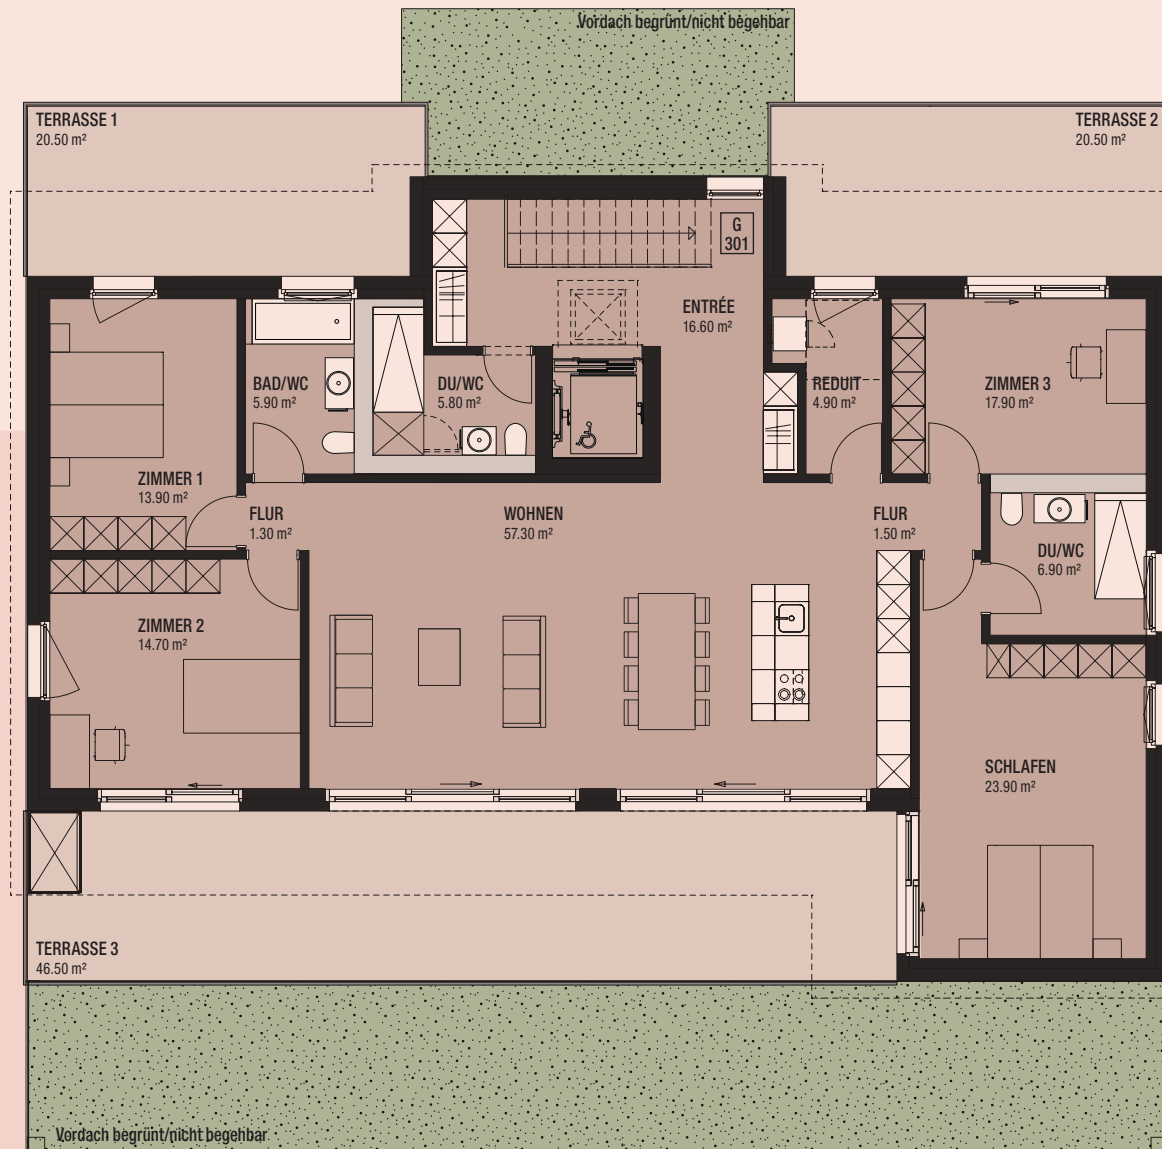 Vordach begrünt/nicht begehbar
TERRASSE 1
20.50 m²
TERRASSE 2
20.50 m²
G
301
ENTRÉE
16.60 m²
BAD/WC
5.90 m²
DU/WC
5.80 m²
REDUIT
4.90 m²
ZIMMER 3
17.90 m²
ZIMMER 1
13.90 m²
FLUR
1.30 m²
WOHNEN
57.30 m²
FLUR
1.50 m²
DU/WC
6.90 m²
ZIMMER 2
14.70 m²
SCHLAFEN
23.90 m²
TERRASSE 3
46.50 m²
Vordach begrünt/nicht begehbar